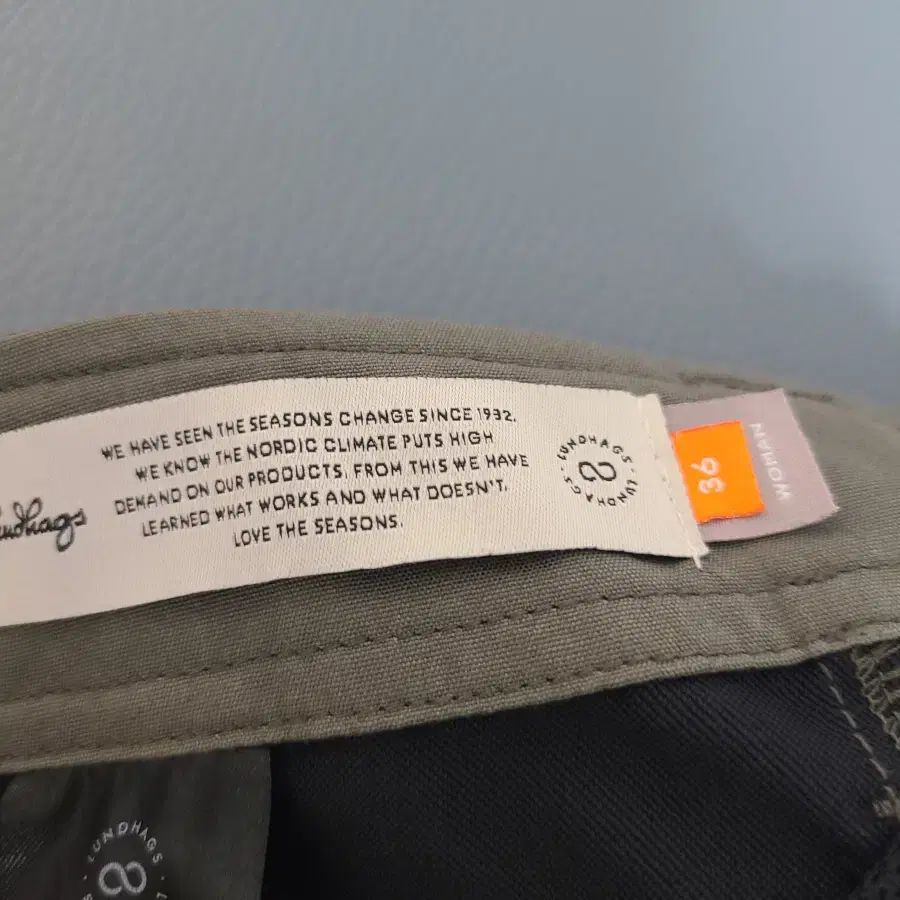 WE HAVE SEEN THE SEASONS CHANGE SINCE 1932.
WE KNOW THE NORDIC CLIMATE PUTS HIGH
DEMAND ON OUR PRODUCTS. FROM THIS WE HAVE
LEARNED WHAT WORKS AND WHAT DOESN'T.
LOVE THE SEASONS.
LUNDHAGS · LUNDHAGS ·
36
WOMAN
LUNDHAGS